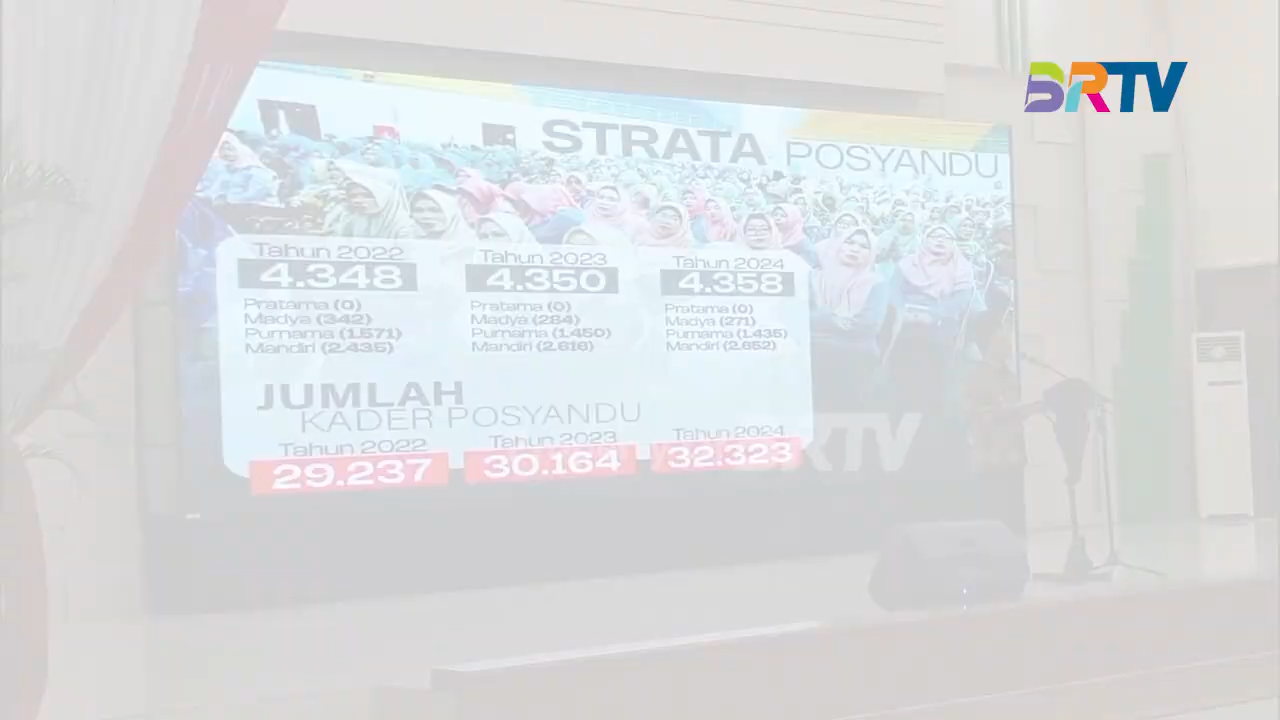 BRTV
STRATA POSYANDU
Tahun 2022
4.348
Pratama (0)
Madya (342)
Purnama (1.571)
Mandiri (2.435)
Tahun 2023
4.350
Pratama (0)
Madya (284)
Purnama (1.450)
Mandiri (2.616)
Tahun 2024
4.358
Pratama (0)
Madya (271)
Purnama (1.435)
Mandiri (2.652)
JUMLAH
KADER POSYANDU
Tahun 2022
29.237
Tahun 2023
30.164
Tahun 2024
32.323
BRTV